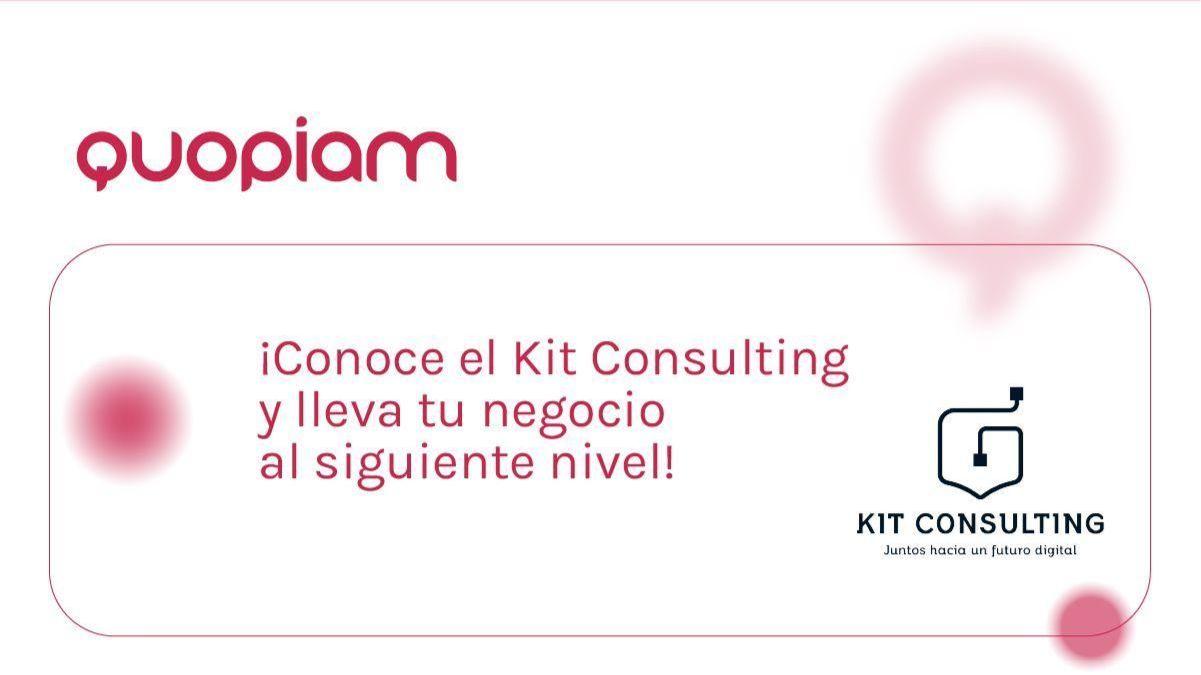 Quopiam
¡Conoce el Kit Consulting
y lleva tu negocio
al siguiente nivel!
KIT CONSULTING
Juntos hacia un futuro digital